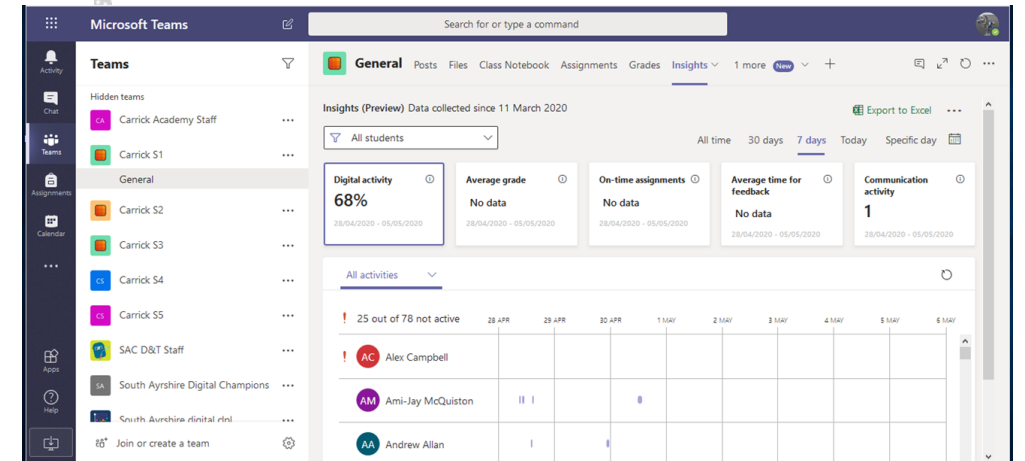 Microsoft Teams
Search for or type a command
Activity
Chat
Teams
Assignments
Calendar
Apps
Help
Teams
Hidden teams
CA Carrick Academy Staff
Carrick S1
General
Carrick S2
Carrick S3
CS Carrick S4
CS Carrick S5
SAC D&T Staff
SA South Ayrshire Digital Champions
South Ayrshire digital clpl
Join or create a team
General Posts Files Class Notebook Assignments Grades Insights 1 more New
Insights (Preview) Data collected since 11 March 2020
Export to Excel
All students
All time 30 days 7 days Today Specific day
Digital activity
68%
28/04/2020 - 05/05/2020
Average grade
No data
28/04/2020 - 05/05/2020
On-time assignments
No data
28/04/2020 - 05/05/2020
Average time for
feedback
No data
28/04/2020 - 05/05/2020
Communication
activity
1
28/04/2020 - 05/05/2020
All activities
! 25 out of 78 not active 28 APR 29 APR 30 APR 1 MAY 2 MAY 3 MAY 4 MAY 5 MAY 6 MAY
! AC Alex Campbell
AM Ami-Jay McQuiston
AA Andrew Allan